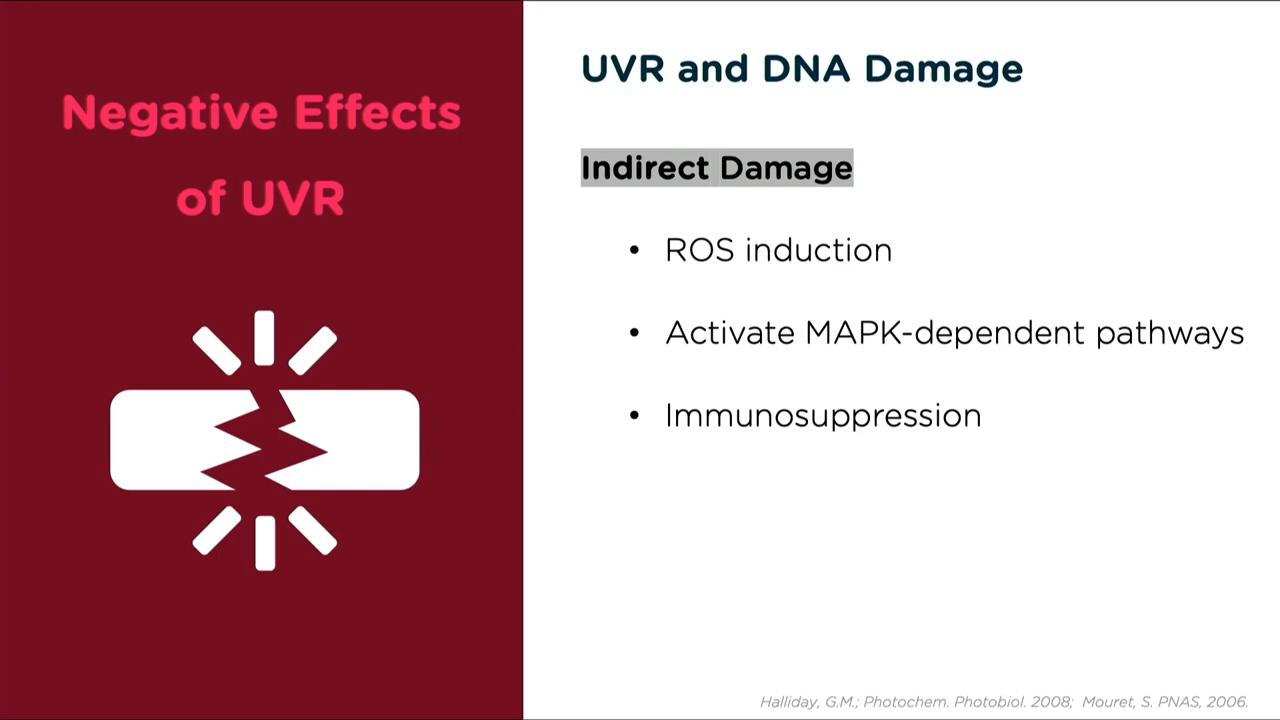 Negative Effects
of UVR
UVR and DNA Damage
Indirect Damage
• ROS induction
• Activate MAPK-dependent pathways
• Immunosuppression
Halliday, G.M.; Photochem. Photobiol. 2008; Mouret, S. PNAS, 2006.